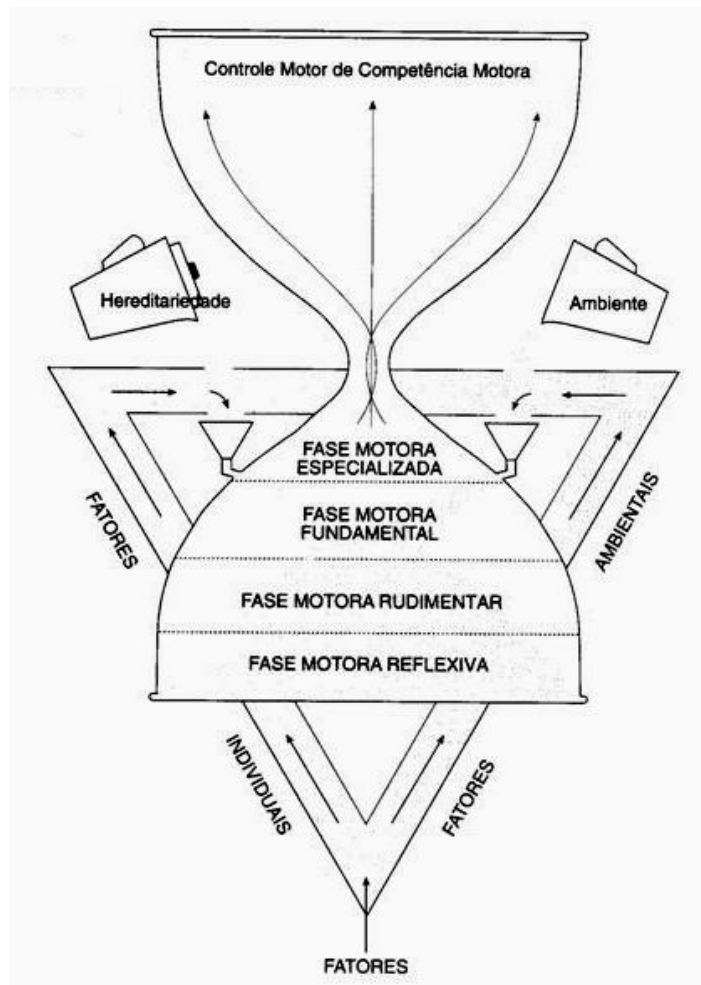 Controle Motor de Competência Motora
Hereditariedade
Ambiente
FASE MOTORA
ESPECIALIZADA
FASE MOTORA
FUNDAMENTAL
FATORES
AMBIENTAIS
FASE MOTORA RUDIMENTAR
FASE MOTORA REFLEXIVA
INDIVIDUAIS
FATORES
FATORES